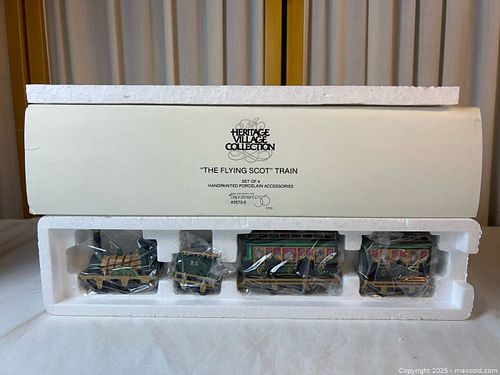 The
HERITAGE
VILLAGE
COLLECTION
"THE FLYING SCOT" TRAIN
SET OF 4
HANDPAINTED PORCELAIN ACCESSORIES
Department 56
#5573-5
Copyright 2025 - maxsold.com